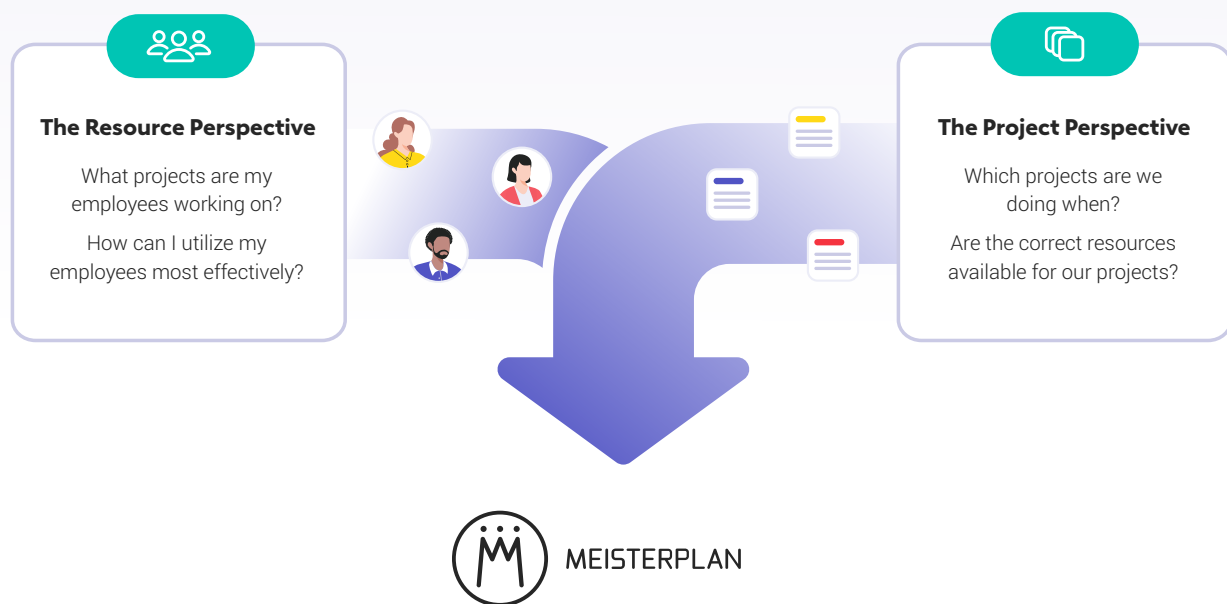 The Resource Perspective
What projects are my
employees working on?
How can I utilize my
employees most effectively?
The Project Perspective
Which projects are we
doing when?
Are the correct resources
available for our projects?
MEISTERPLAN